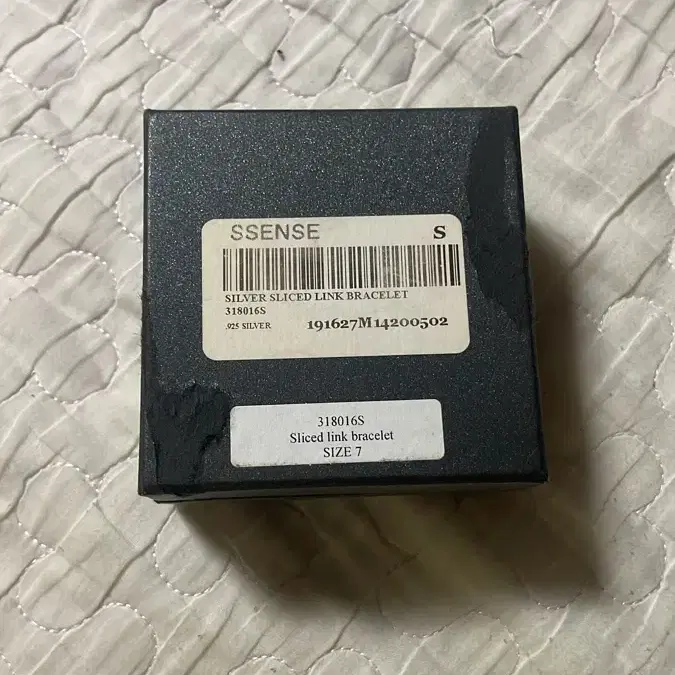 SSENSE S
SILVER SLICED LINK BRACELET
318016S
.925 SILVER 191627M14200502
318016S
Sliced link bracelet
SIZE 7